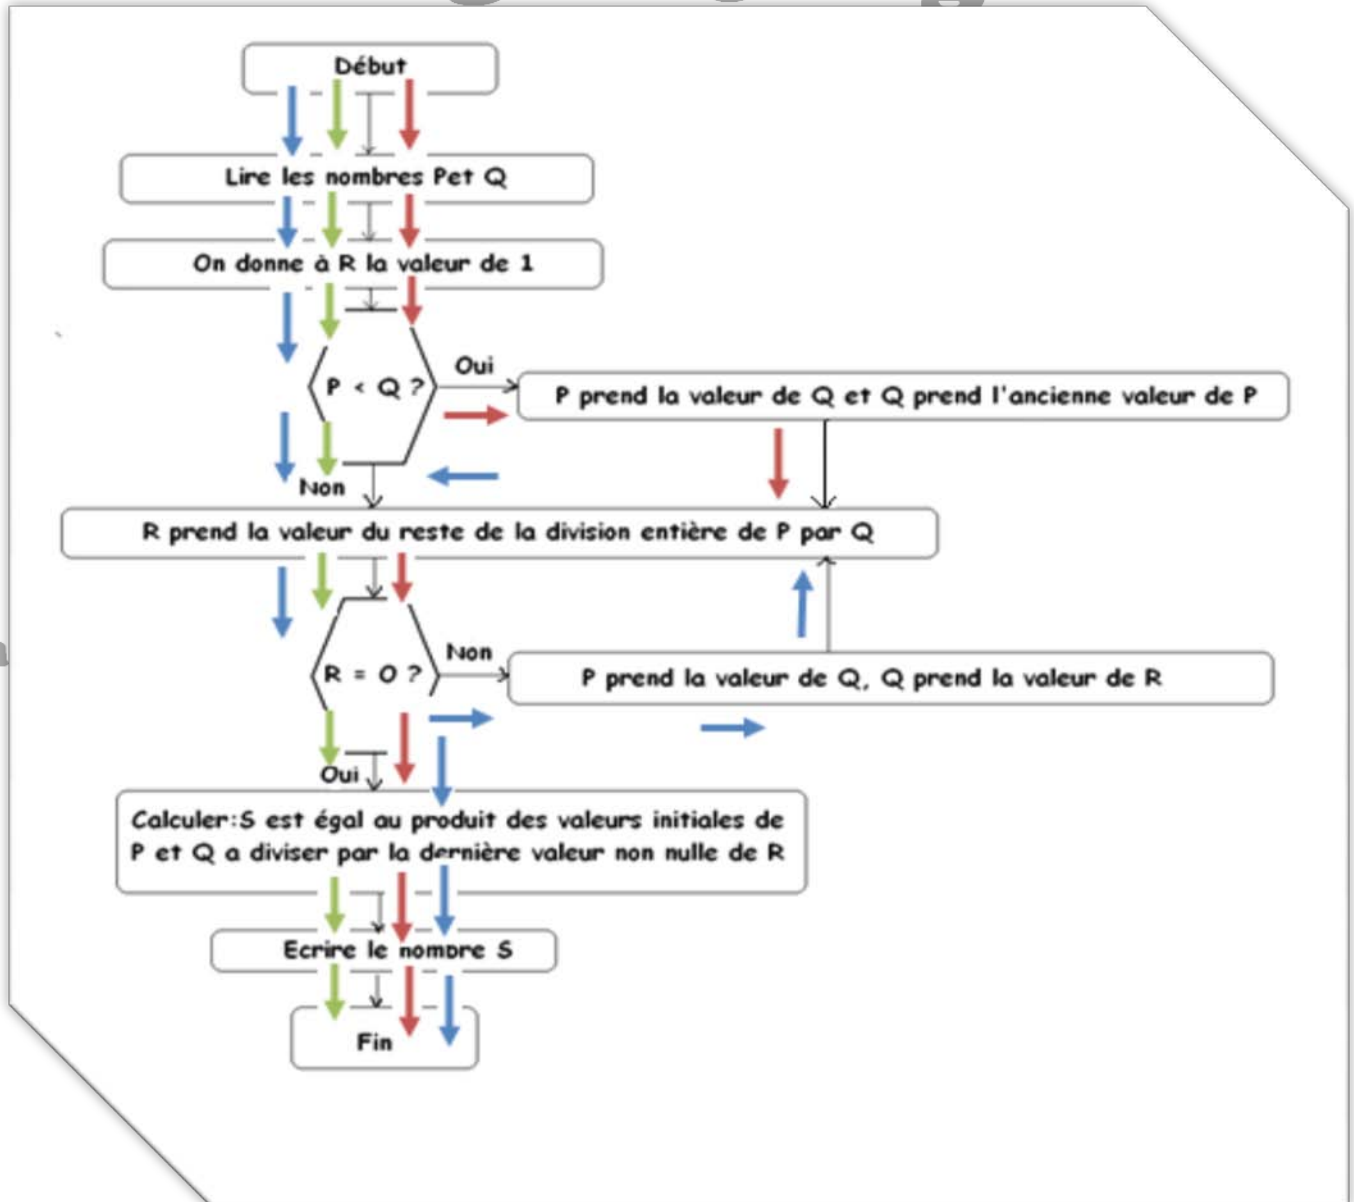 Début
Lire les nombres Pet Q
On donne à R la valeur de 1
P < Q ?
Oui
P prend la valeur de Q et Q prend l'ancienne valeur de P
Non
R prend la valeur du reste de la division entière de P par Q
R = 0 ?
Non
P prend la valeur de Q, Q prend la valeur de R
Oui
Calculer:S est égal au produit des valeurs initiales de
P et Q a diviser par la dernière valeur non nulle de R
Ecrire le nombre S
Fin